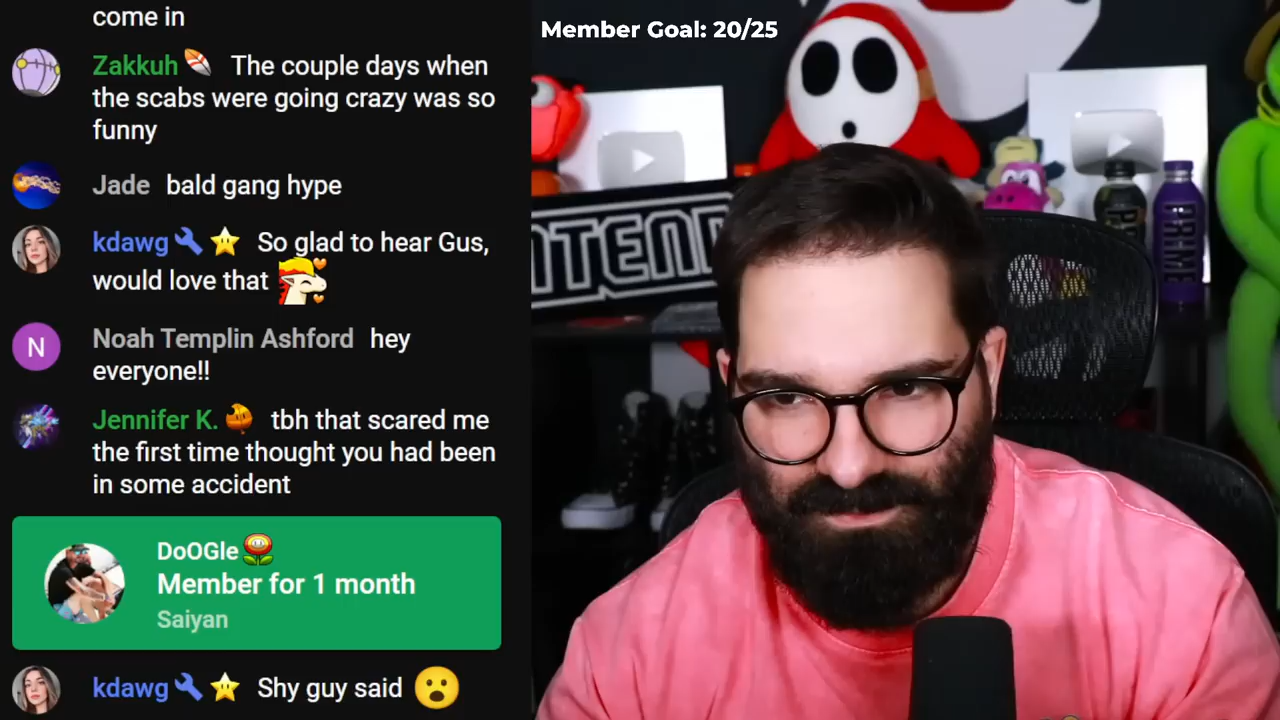 come in
Zakkuh The couple days when
the scabs were going crazy was so
funny
Jade bald gang hype
kdawg So glad to hear Gus,
would love that
N
Noah Templin Ashford hey
everyone!!
Jennifer K. tbh that scared me
the first time thought you had been
in some accident
DoOGle
Member for 1 month
Saiyan
kdawg Shy guy said
Member Goal: 20/25
NTEND
PRIME